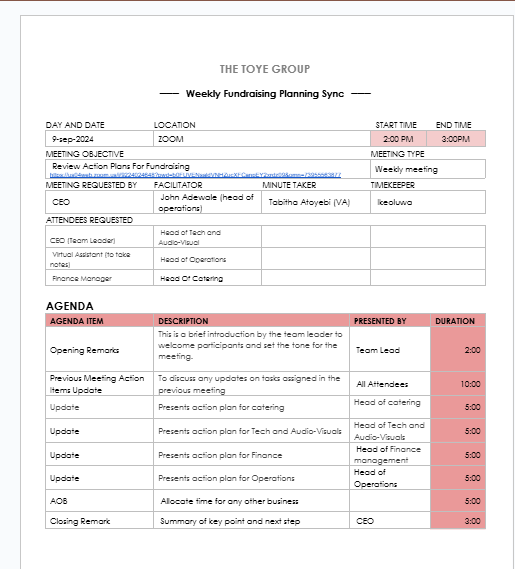 THE TOYE GROUP
Weekly Fundraising Planning Sync
DAY AND DATE LOCATION START TIME END TIME
9-sep-2024 ZOOM 2:00 PM 3:00PM
MEETING OBJECTIVE MEETING TYPE
Review Action Plans For Fundraising Weekly meeting
MEETING REQUESTED BY FACILITATOR MINUTE TAKER TIMEKEEPER
CEO John Adewale (head of operations) Tabitha Atoyebi (VA) Ikeoluwa
ATTENDEES REQUESTED
CEO (Team Leader) Head of Tech and Audio-Visual
Virtual Assistant (to take notes) Head of Operations
Finance Manager Head Of Catering
AGENDA
AGENDA ITEM DESCRIPTION PRESENTED BY DURATION
Opening Remarks This is a brief introduction by the team leader to welcome participants and set the tone for the meeting. Team Lead 2:00
Previous Meeting Action Items Update To discuss any updates on tasks assigned in the previous meeting All Attendees 10:00
Update Presents action plan for catering Head of catering 5:00
Update Presents action plan for Tech and Audio-Visuals Head of Tech and Audio-Visuals 5:00
Update Presents action plan for Finance Head of Finance management 5:00
Update Presents action plan for Operations Head of Operations 5:00
AOB Allocate time for any other business 5:00
Closing Remark Summary of key point and next step CEO 3:00